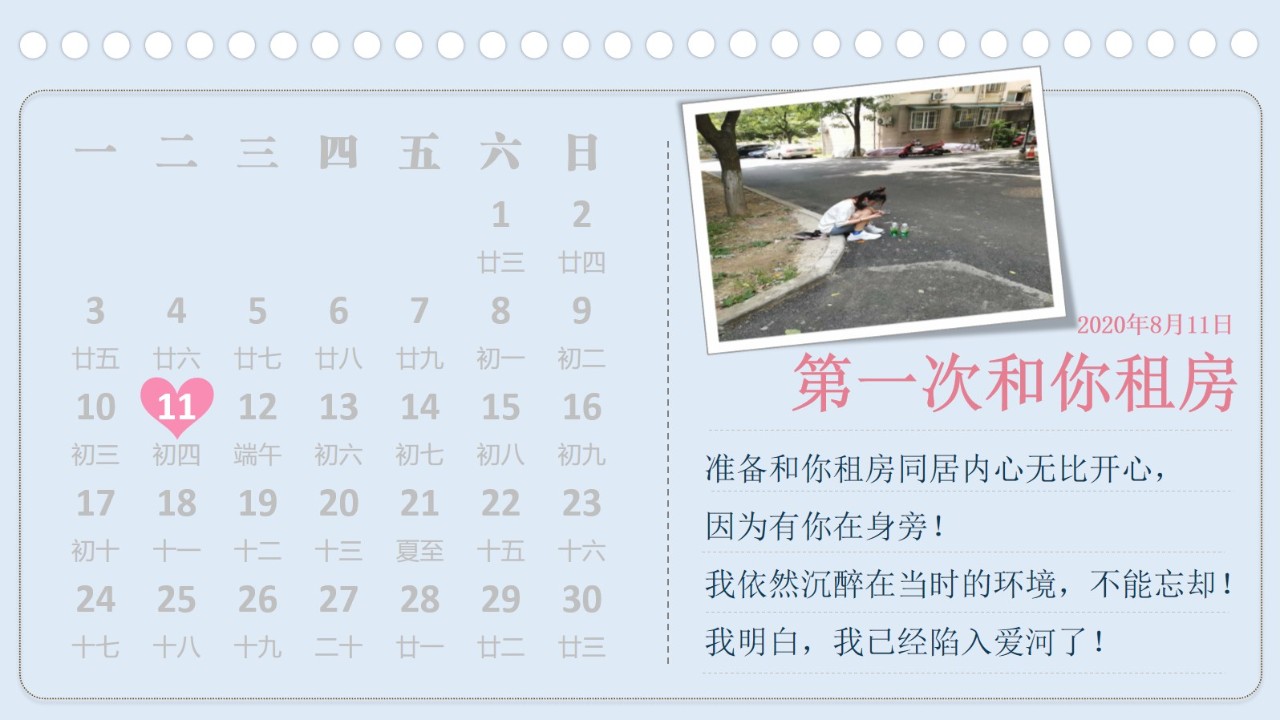 一 二 三 四 五 六 日
1 2
廿三 廿四
3 4 5 6 7 8 9
廿五 廿六 廿七 廿八 廿九 初一 初二
10 11 12 13 14 15 16
初三 初四 端午 初六 初七 初八 初九
17 18 19 20 21 22 23
初十 十一 十二 十三 夏至 十五 十六
24 25 26 27 28 29 30
十七 十八 十九 二十 廿一 廿二 廿三
2020年8月11日
第一次和你租房
准备和你租房同居内心无比开心，
因为有你在身旁！
我依然沉醉在当时的环境，不能忘却！
我明白，我已经陷入爱河了！